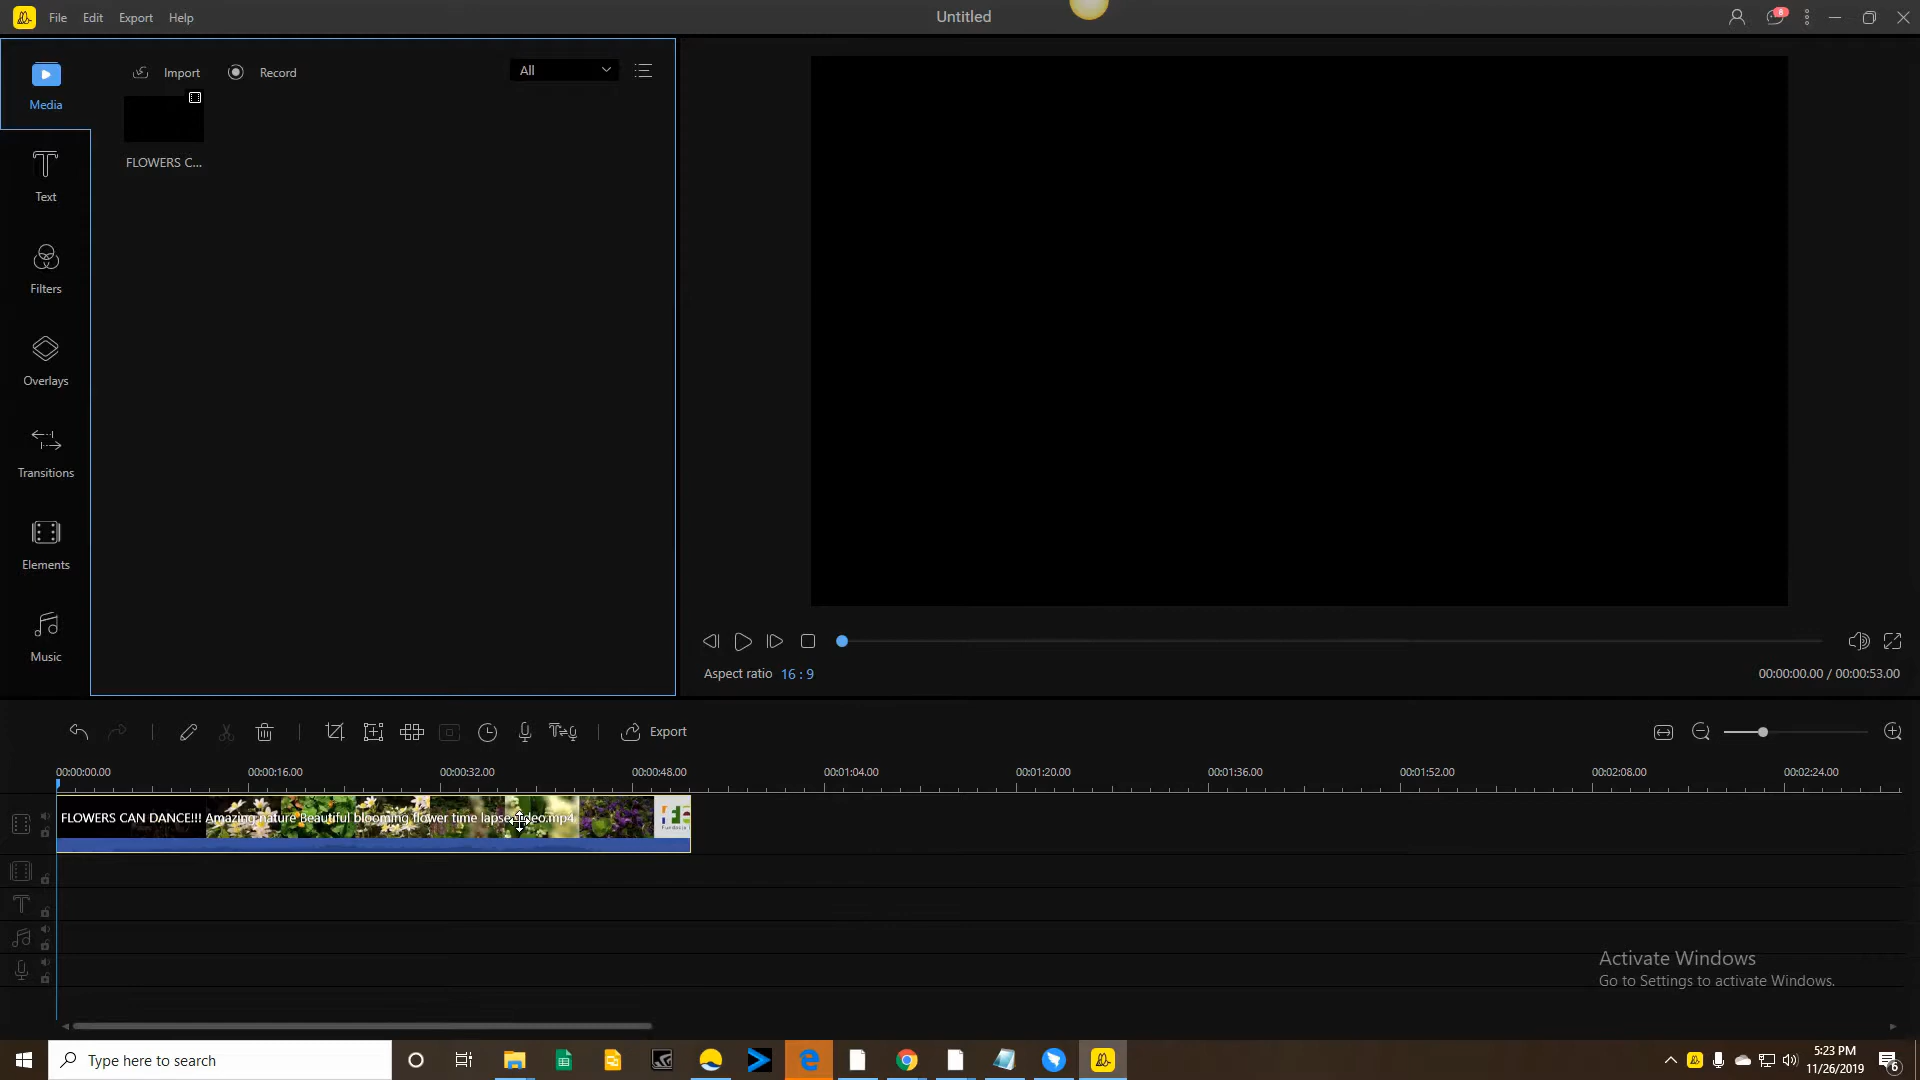 File Edit Export Help
Untitled
8
Media
Import Record All
FLOWERS C...
Text
Filters
Overlays
Transitions
Elements
Music
Aspect ratio 16 : 9
00:00:00.00 / 00:00:53.00
Export
00:00:00.00 00:00:16.00 00:00:32.00 00:00:48.00 00:01:04.00 00:01:20.00 00:01:36.00 00:01:52.00 00:02:08.00 00:02:24.00
FLOWERS CAN DANCE!!! Amazing nature Beautiful blooming flower time lapse video.mp4
Activate Windows
Go to Settings to activate Windows.
Type here to search
5:23 PM
11/26/2019
6